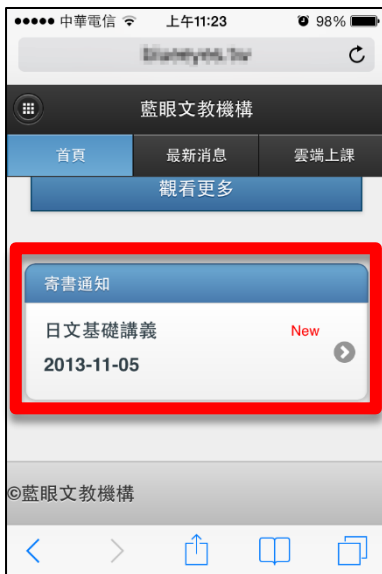 中華電信 上午11:23 98%
藍眼文教機構
首頁 最新消息 雲端上課
觀看更多
寄書通知
日文基礎講義 New
2013-11-05
©藍眼文教機構